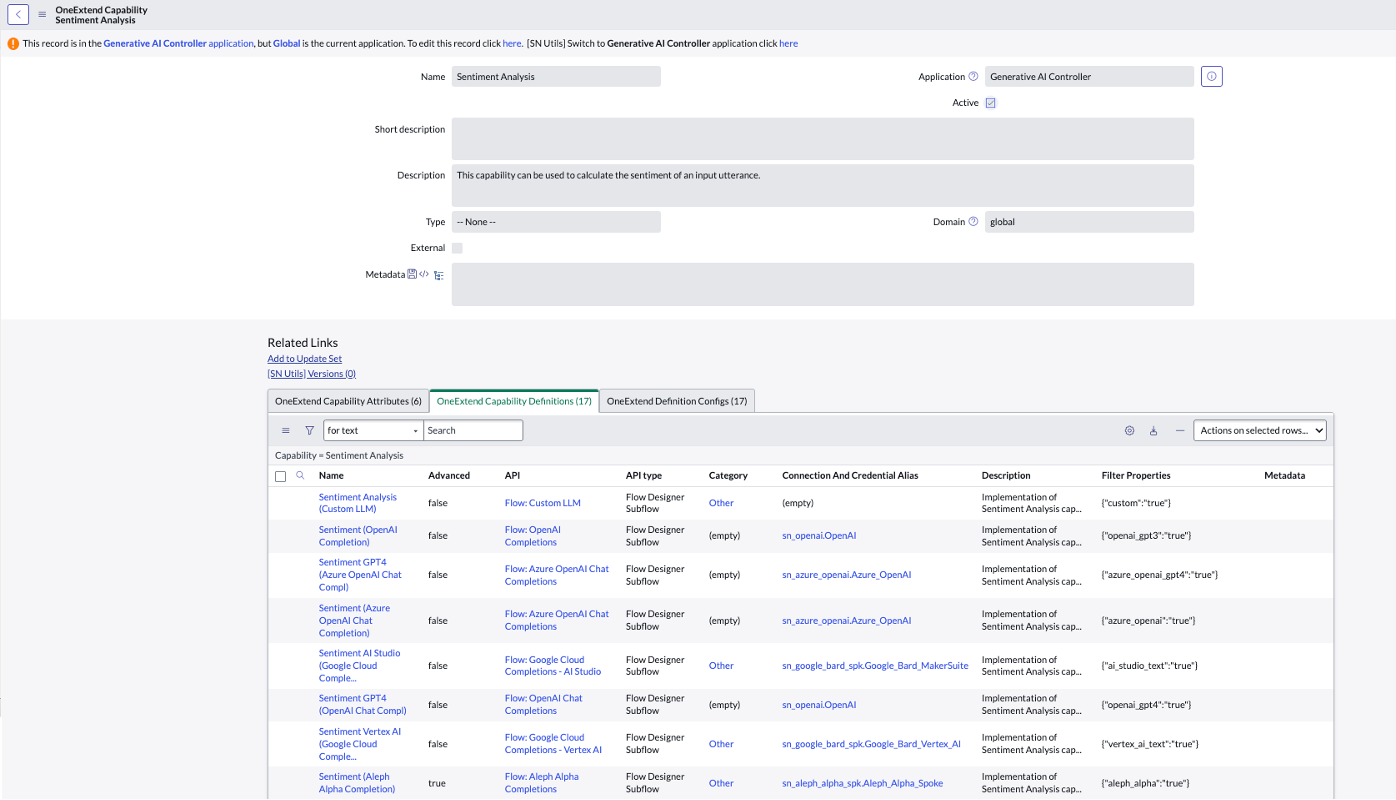 OneExtend Capability
Sentiment Analysis
This record is in the Generative AI Controller application, but Global is the current application. To edit this record click here. [SN Utils] Switch to Generative AI Controller application click here
Name Sentiment Analysis Application Generative AI Controller
Active
Short description
Description This capability can be used to calculate the sentiment of an input utterance.
Type -- None -- Domain global
External
Metadata
Related Links
Add to Update Set
[SN Utils] Versions (0)
OneExtend Capability Attributes (6) OneExtend Capability Definitions (17) OneExtend Definition Configs (17)
for text Search Actions on selected rows...
Capability = Sentiment Analysis
Name Advanced API API type Category Connection And Credential Alias Description Filter Properties Metadata
Sentiment Analysis (Custom LLM) false Flow: Custom LLM Flow Designer Subflow Other (empty) Implementation of Sentiment Analysis cap... {"custom":"true"}
Sentiment (OpenAI Completion) false Flow: OpenAI Completions Flow Designer Subflow (empty) sn_openai.OpenAI Implementation of Sentiment Analysis cap... {"openai_gpt3":"true"}
Sentiment GPT4 (Azure OpenAI Chat Compl) false Flow: Azure OpenAI Chat Completions Flow Designer Subflow (empty) sn_azure_openai.Azure_OpenAI Implementation of Sentiment Analysis cap... {"azure_openai_gpt4":"true"}
Sentiment (Azure OpenAI Chat Completion) false Flow: Azure OpenAI Chat Completions Flow Designer Subflow (empty) sn_azure_openai.Azure_OpenAI Implementation of Sentiment Analysis cap... {"azure_openai":"true"}
Sentiment AI Studio (Google Cloud Comple... false Flow: Google Cloud Completions - AI Studio Flow Designer Subflow Other sn_google_bard_spk.Google_Bard_MakerSuite Implementation of Sentiment Analysis cap... {"ai_studio_text":"true"}
Sentiment GPT4 (OpenAI Chat Compl) false Flow: OpenAI Chat Completions Flow Designer Subflow (empty) sn_openai.OpenAI Implementation of Sentiment Analysis cap... {"openai_gpt4":"true"}
Sentiment Vertex AI (Google Cloud Comple... false Flow: Google Cloud Completions - Vertex AI Flow Designer Subflow Other sn_google_bard_spk.Google_Bard_Vertex_AI Implementation of Sentiment Analysis cap... {"vertex_ai_text":"true"}
Sentiment (Aleph Alpha Completion) true Flow: Aleph Alpha Completions Flow Designer Subflow Other sn_aleph_alpha_spk.Aleph_Alpha_Spoke Implementation of Sentiment Analysis cap... {"aleph_alpha":"true"}